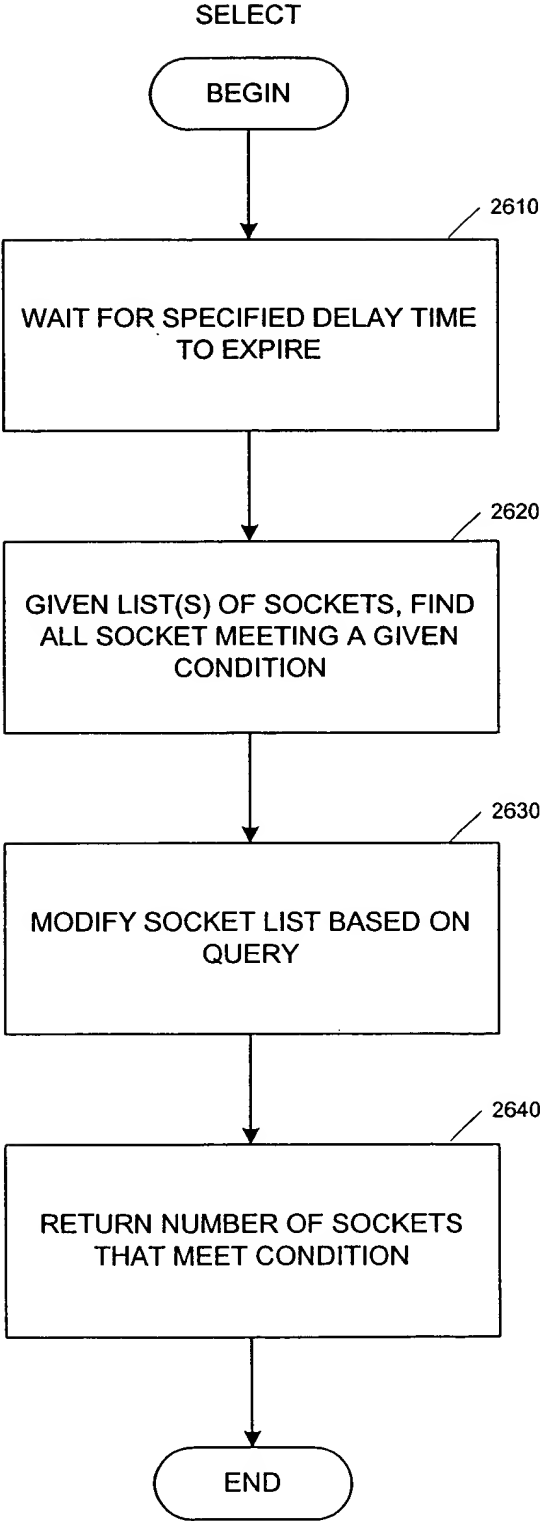 SELECT
BEGIN
2610
WAIT FOR SPECIFIED DELAY TIME
TO EXPIRE
2620
GIVEN LIST(S) OF SOCKETS, FIND
ALL SOCKET MEETING A GIVEN
CONDITION
2630
MODIFY SOCKET LIST BASED ON
QUERY
2640
RETURN NUMBER OF SOCKETS
THAT MEET CONDITION
END